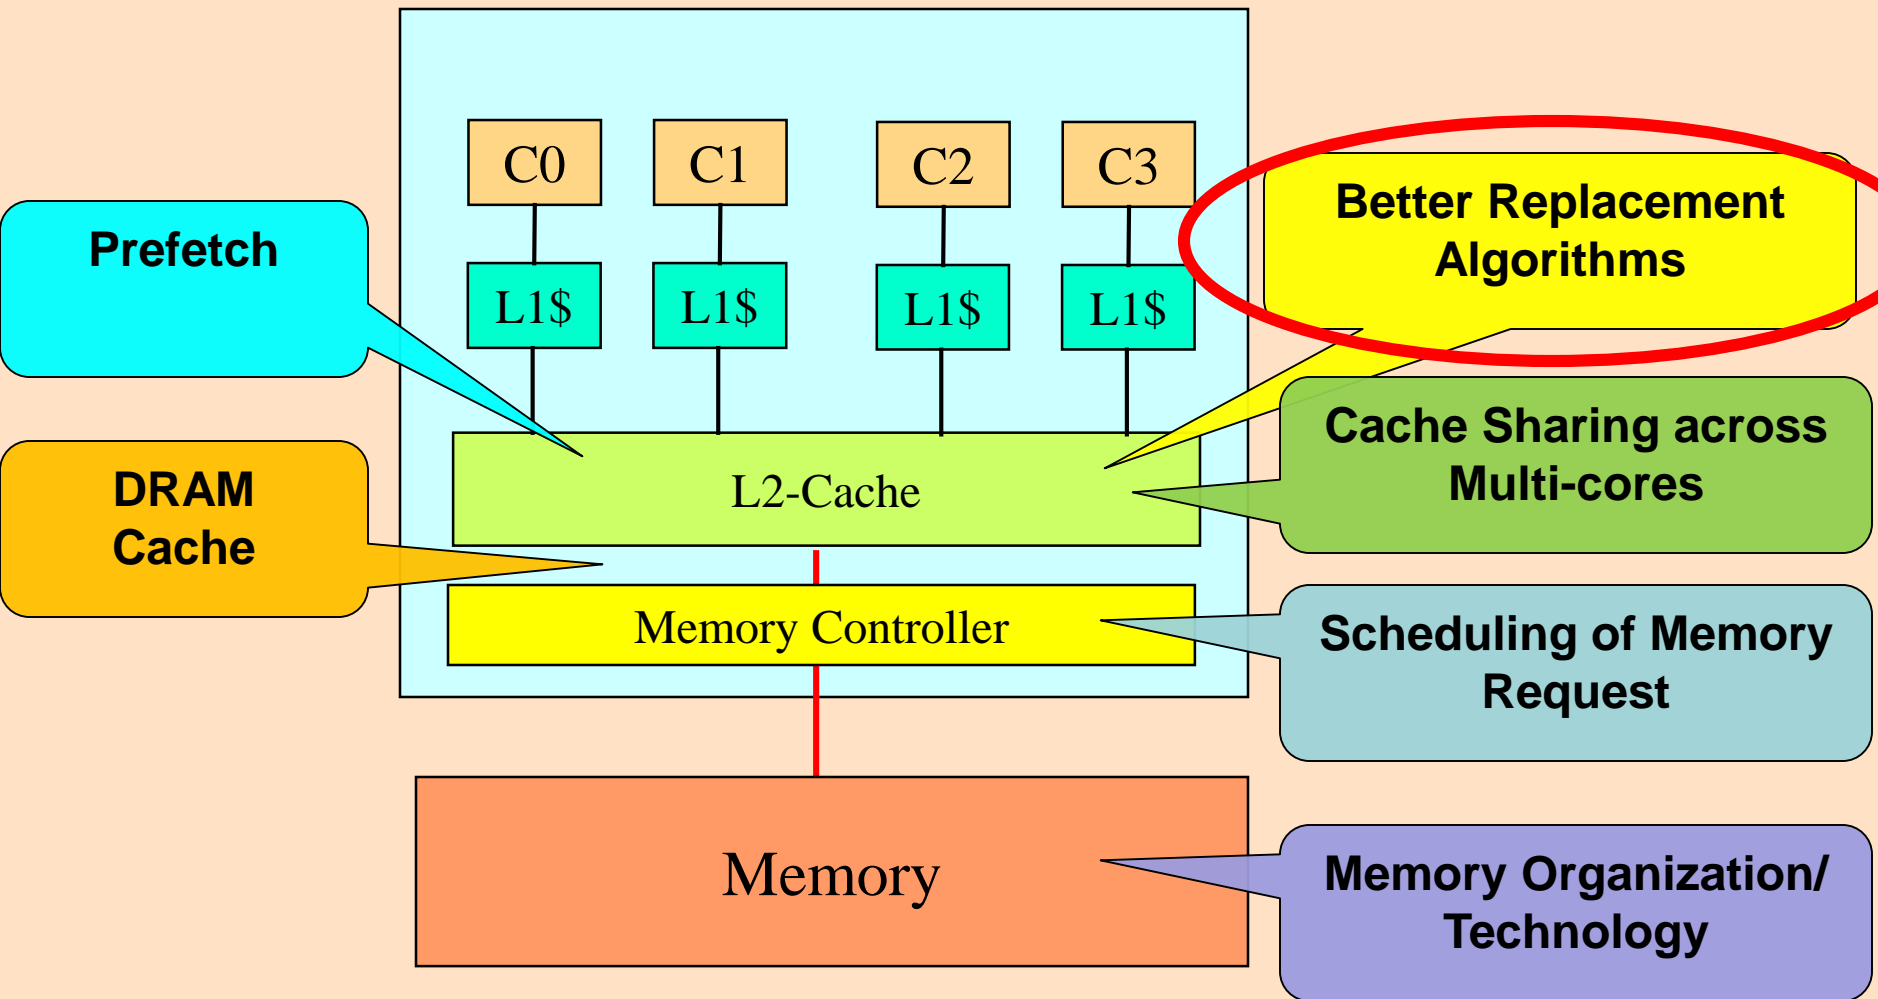 C0
C1
C2
C3
Better Replacement
Algorithms
Prefetch
L1$
L1$
L1$
L1$
Cache Sharing across
Multi-cores
DRAM
Cache
L2-Cache
Memory Controller
Scheduling of Memory
Request
Memory
Memory Organization/
Technology